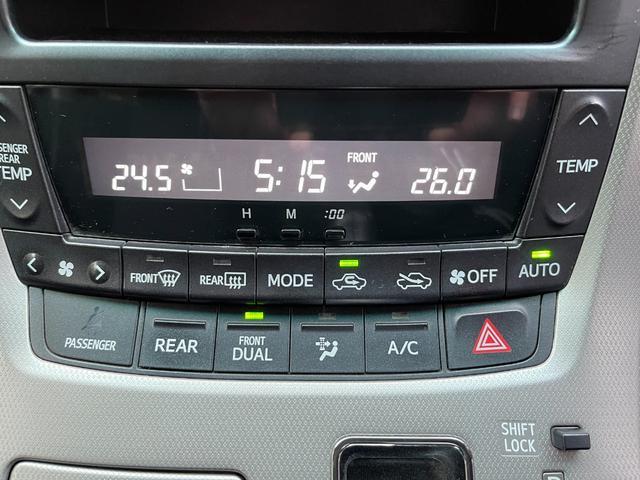 SSENGER
REAR
TEMP
24.5
5:15
FRONT
26.0
TEMP
H M :00
FRONT
REAR
MODE
OFF
AUTO
PASSENGER
REAR
FRONT
DUAL
A/C
SHIFT
LOCK